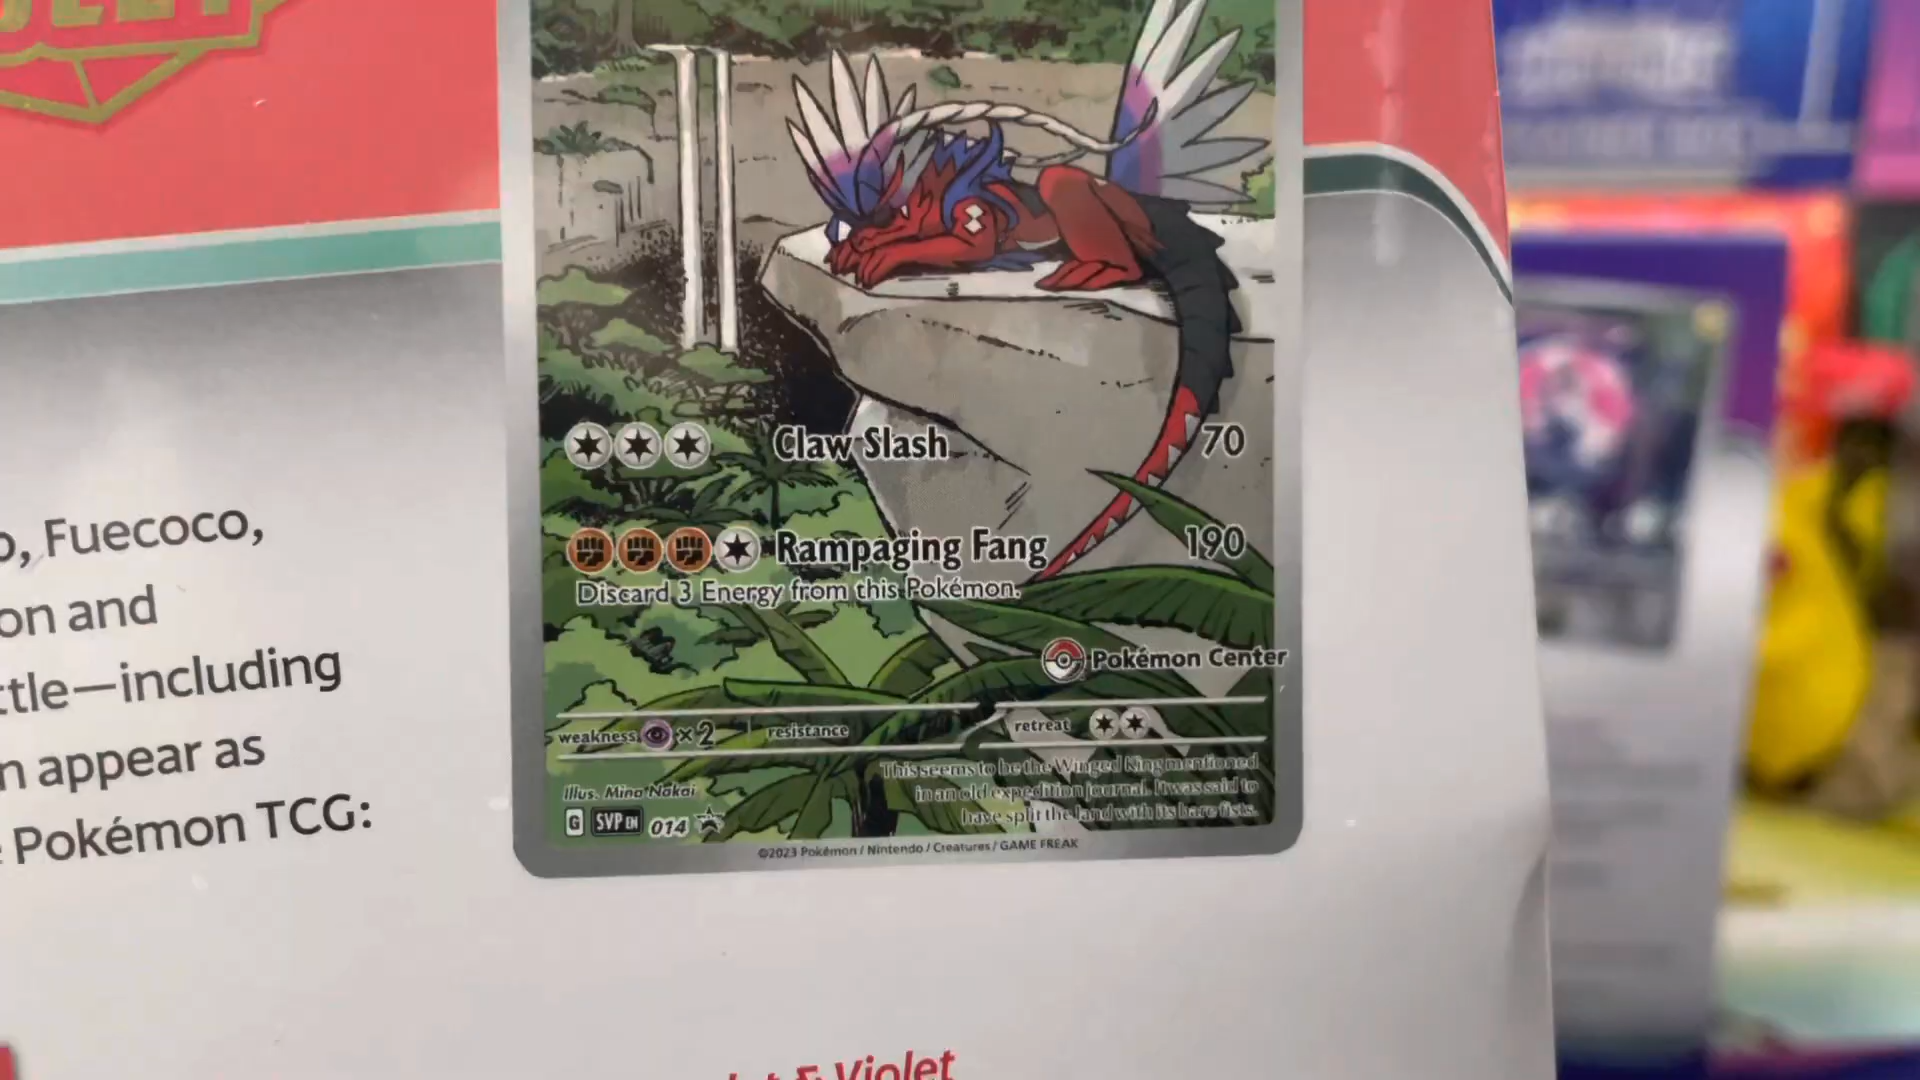 Claw Slash 70
Rampaging Fang 190
Discard 3 Energy from this Pokémon.
Pokémon Center
weakness ×2 resistance retreat
This seems to be the Winged King mentioned
in an old expedition journal. It was said to
have split the land with its bare fists.
Illus. Mina Nakai
G SVP EN 014
©2023 Pokémon / Nintendo / Creatures / GAME FREAK
Fuecoco,
and
including
appear as
Pokémon TCG:
& Violet